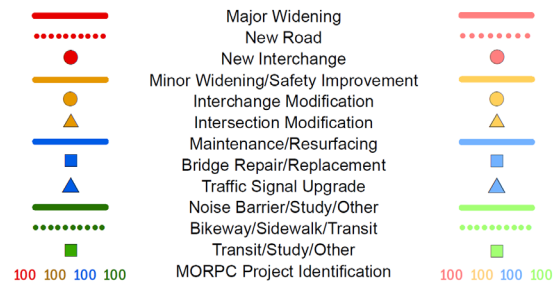 Major Widening
New Road
New Interchange
Minor Widening/Safety Improvement
Interchange Modification
Intersection Modification
Maintenance/Resurfacing
Bridge Repair/Replacement
Traffic Signal Upgrade
Noise Barrier/Study/Other
Bikeway/Sidewalk/Transit
Transit/Study/Other
100 100 100 100 MORPC Project Identification 100 100 100 100